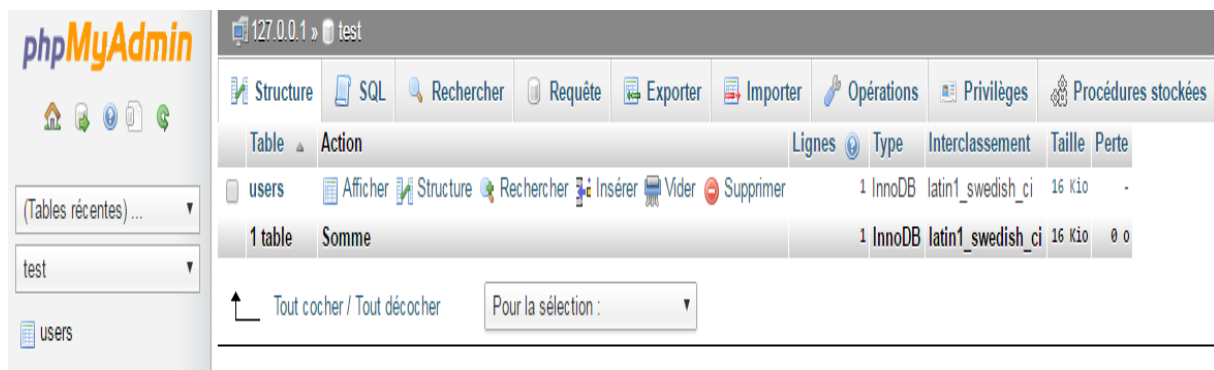 phpMyAdmin
(Tables récentes) ...
test
users
127.0.0.1 » test
Structure SQL Rechercher Requête Exporter Importer Opérations Privilèges Procédures stockées
Table Action Lignes Type Interclassement Taille Perte
users Afficher Structure Rechercher Insérer Vider Supprimer 1 InnoDB latin1_swedish_ci 16 Kio -
1 table Somme 1 InnoDB latin1_swedish_ci 16 Kio 0 o
Tout cocher / Tout décocher Pour la sélection :